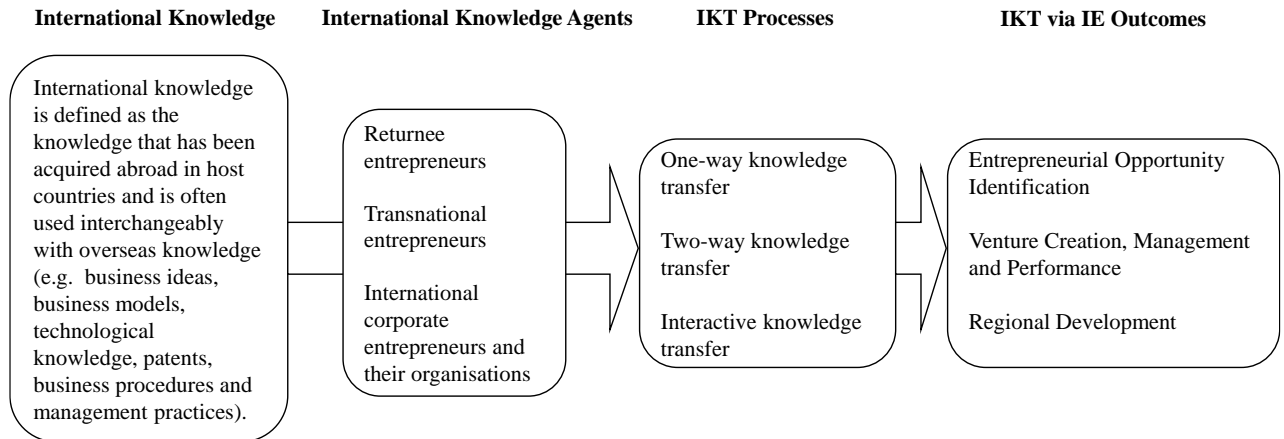 International Knowledge
International Knowledge Agents
IKT Processes
IKT via IE Outcomes
International knowledge
is defined as the
knowledge that has been
acquired abroad in host
countries and is often
used interchangeably
with overseas knowledge
(e.g. business ideas,
business models,
technological
knowledge, patents,
business procedures and
management practices).
Returnee
entrepreneurs
Transnational
entrepreneurs
International
corporate
entrepreneurs and
their organisations
One-way knowledge
transfer
Two-way knowledge
transfer
Interactive knowledge
transfer
Entrepreneurial Opportunity
Identification
Venture Creation, Management
and Performance
Regional Development